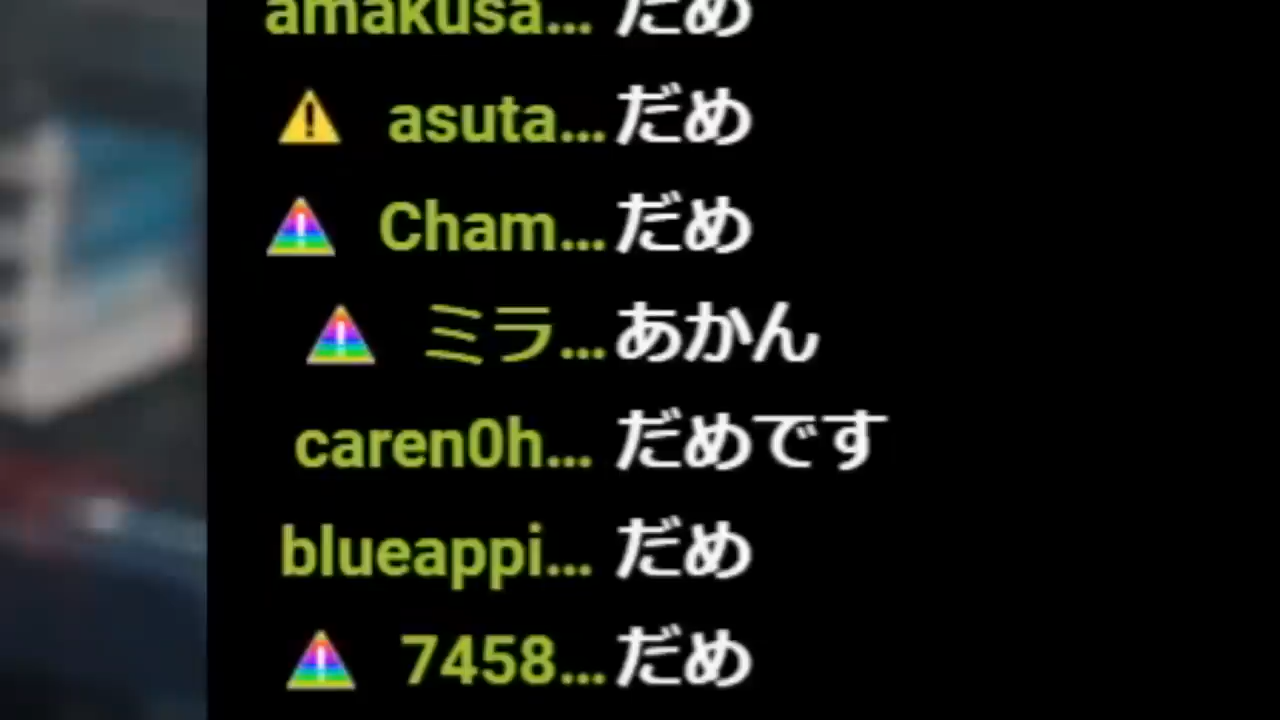 amakusa… だめ
⚠ asuta… だめ
Cham… だめ
ミラ… あかん
caren0h… だめです
blueappi… だめ
7458… だめ